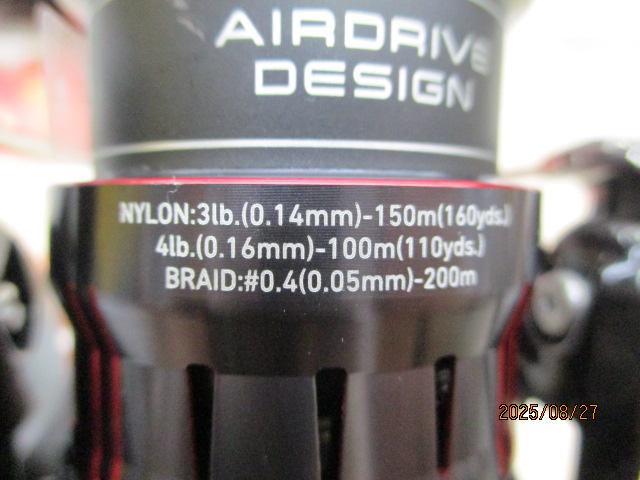 AIRDRIVE
DESIGN
NYLON:3lb.(0.14mm)-150m(160yds.)
4lb.(0.16mm)-100m(110yds.)
BRAID:#0.4(0.05mm)-200m
2025/08/27